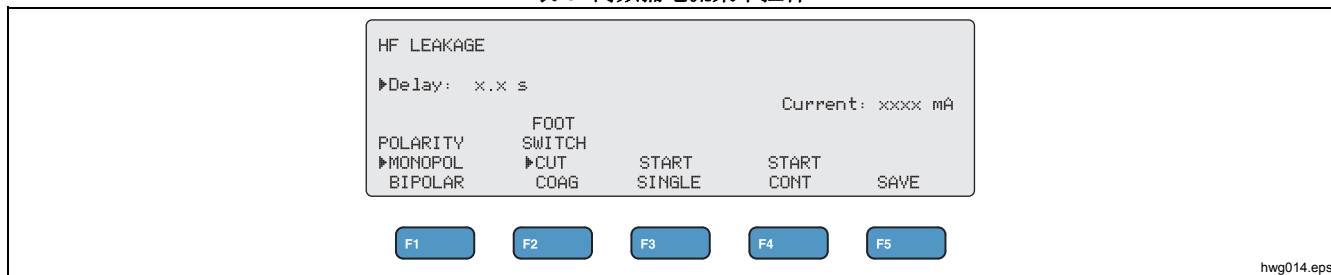 HF LEAKAGE
▶Delay: x.x s
Current: xxxx mA
FOOT
POLARITY SWITCH
▶MONOPOL ▶CUT START START
BIPOLAR COAG SINGLE CONT SAVE
F1 F2 F3 F4 F5
hwg014.eps